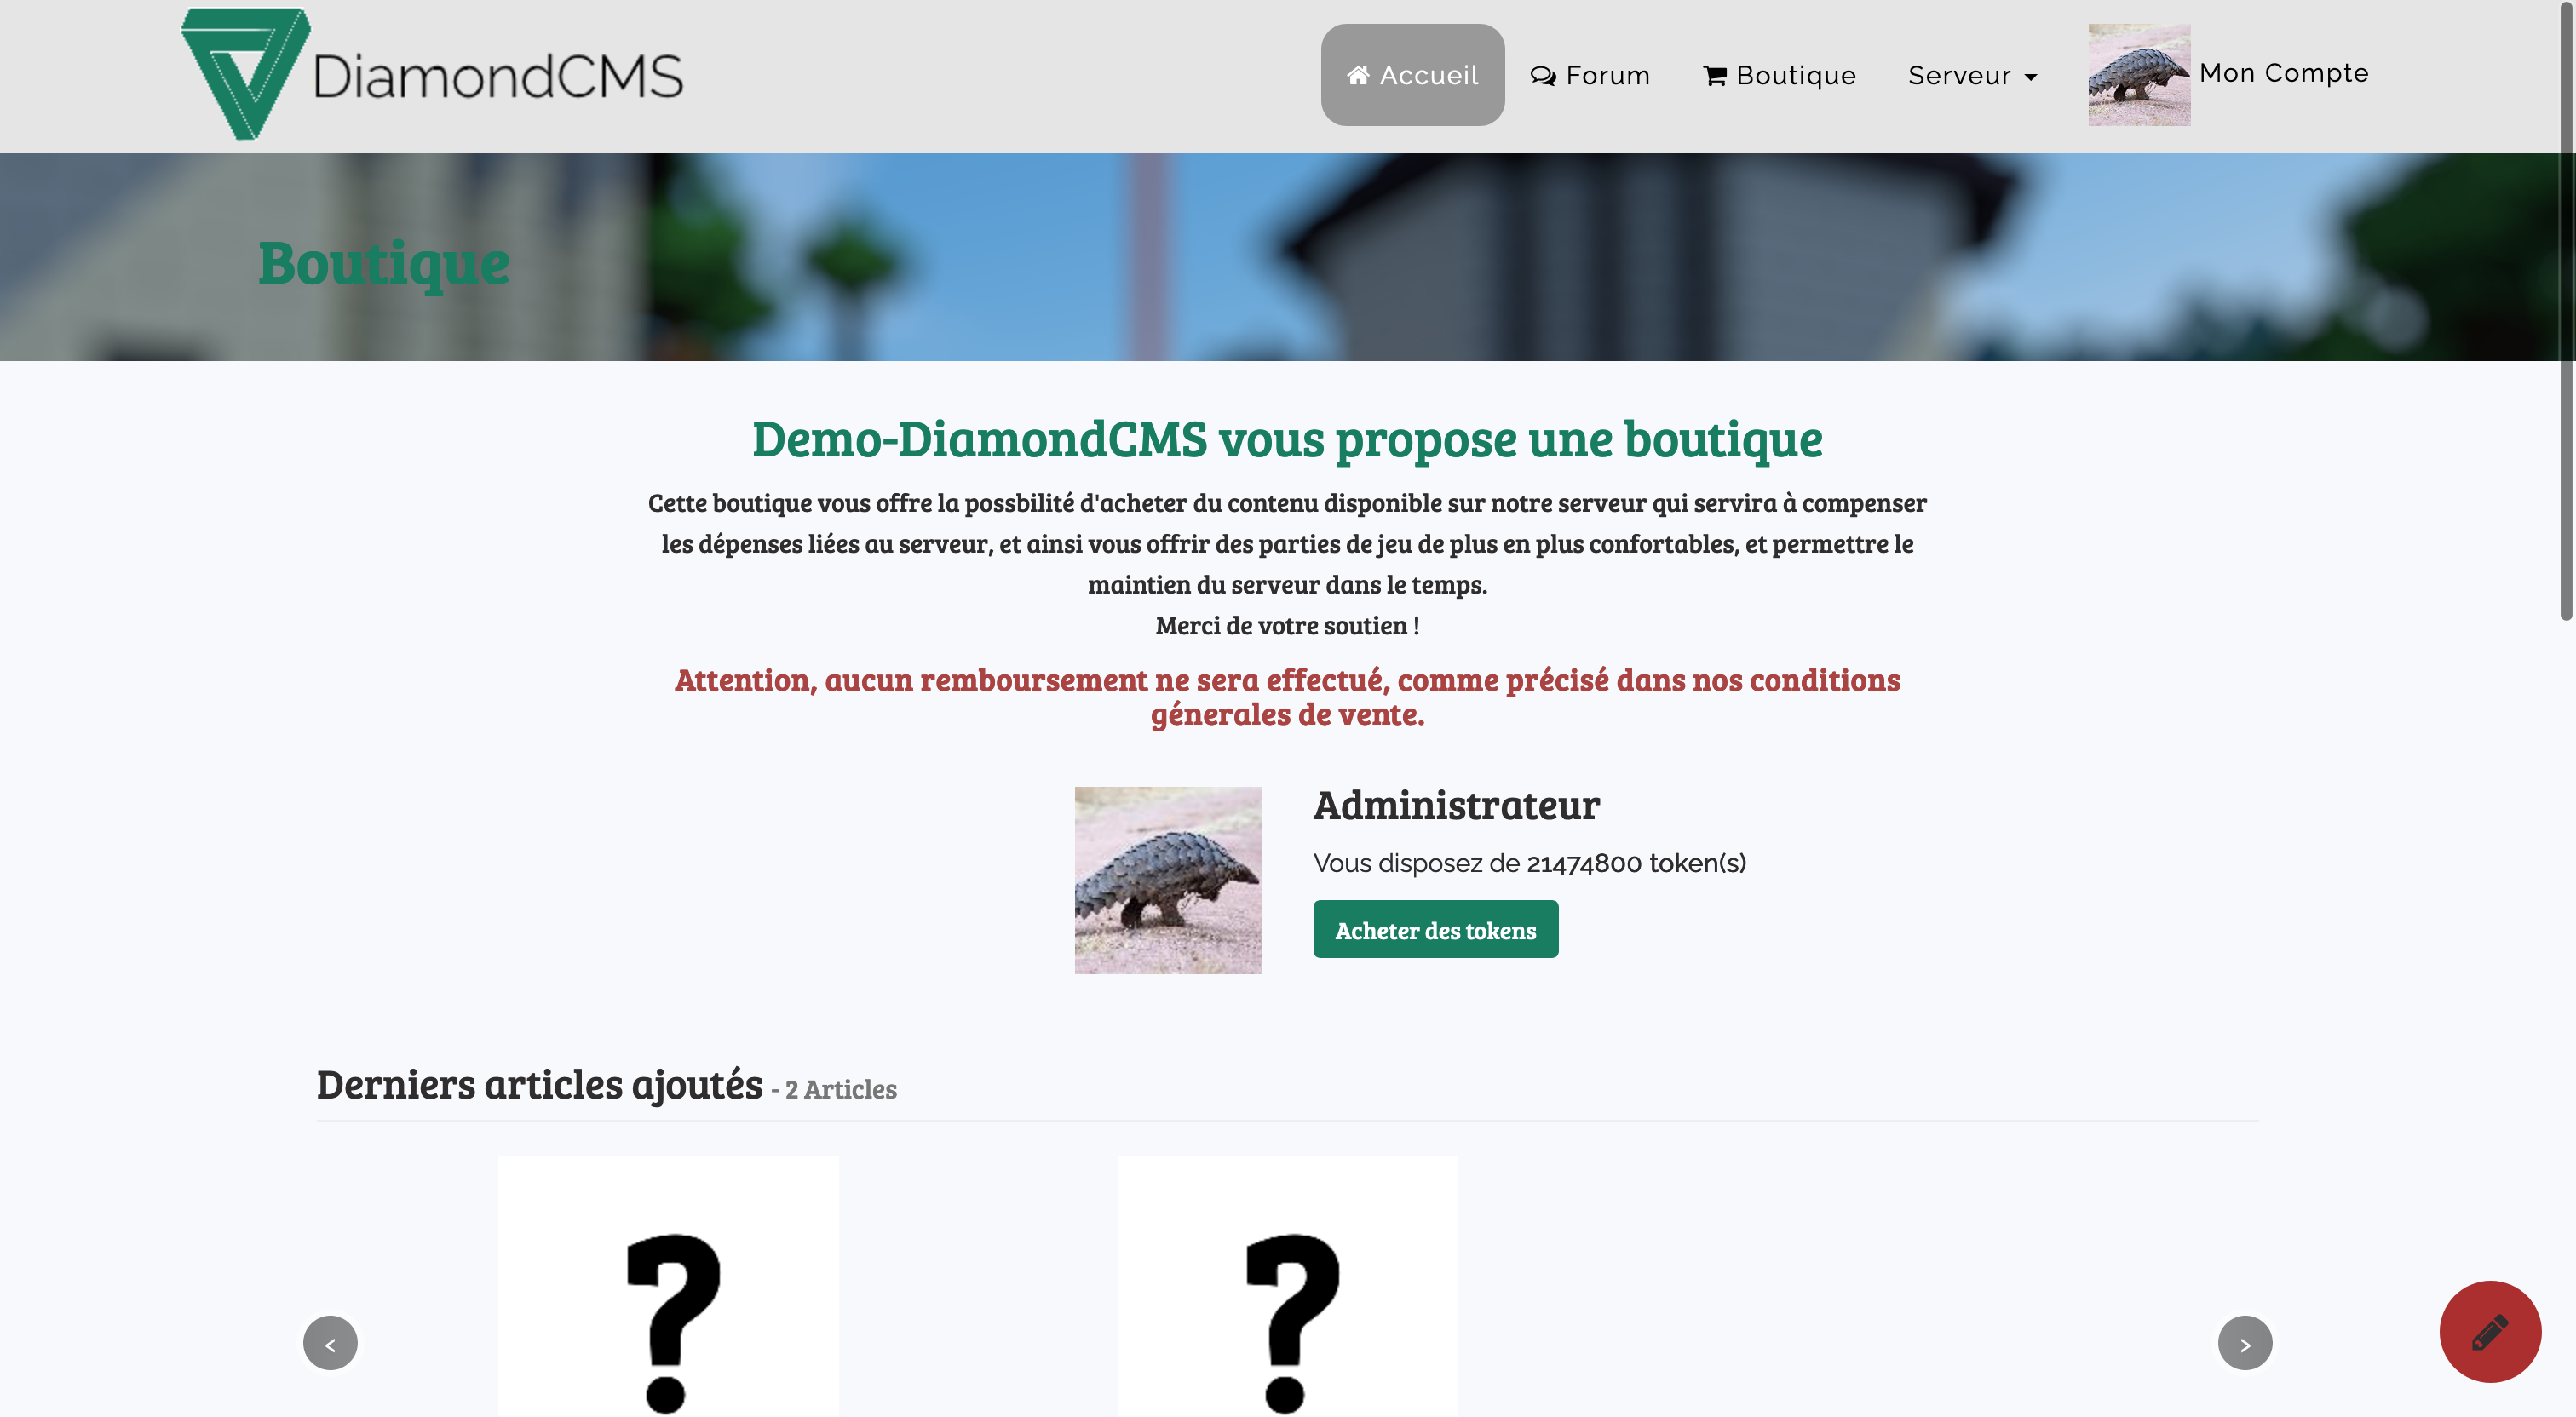 DiamondCMS
Accueil
Forum
Boutique
Serveur
Mon Compte
Boutique
Demo-DiamondCMS vous propose une boutique
Cette boutique vous offre la possbilité d'acheter du contenu disponible sur notre serveur qui servira à compenser
les dépenses liées au serveur, et ainsi vous offrir des parties de jeu de plus en plus confortables, et permettre le
maintien du serveur dans le temps.
Merci de votre soutien !
Attention, aucun remboursement ne sera effectué, comme précisé dans nos conditions
génerales de vente.
Administrateur
Vous disposez de 21474800 token(s)
Acheter des tokens
Derniers articles ajoutés - 2 Articles
?
?
<
>